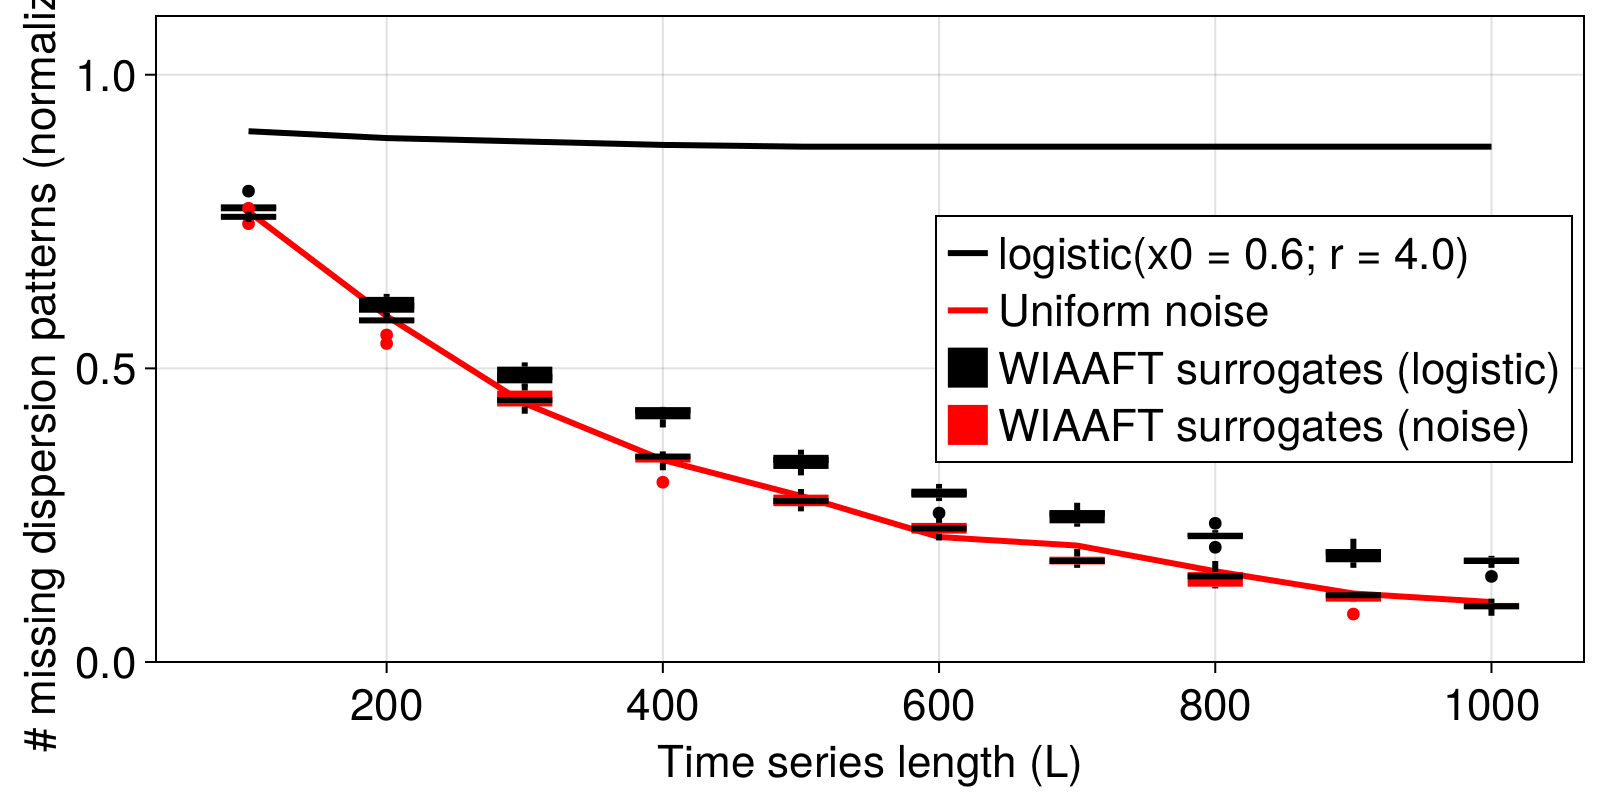 # missing dispersion patterns (normaliz
1.0
0.5
0.0
logistic(x0 = 0.6; r = 4.0)
Uniform noise
WIAAFT surrogates (logistic)
WIAAFT surrogates (noise)
200
400
600
800
1000
Time series length (L)